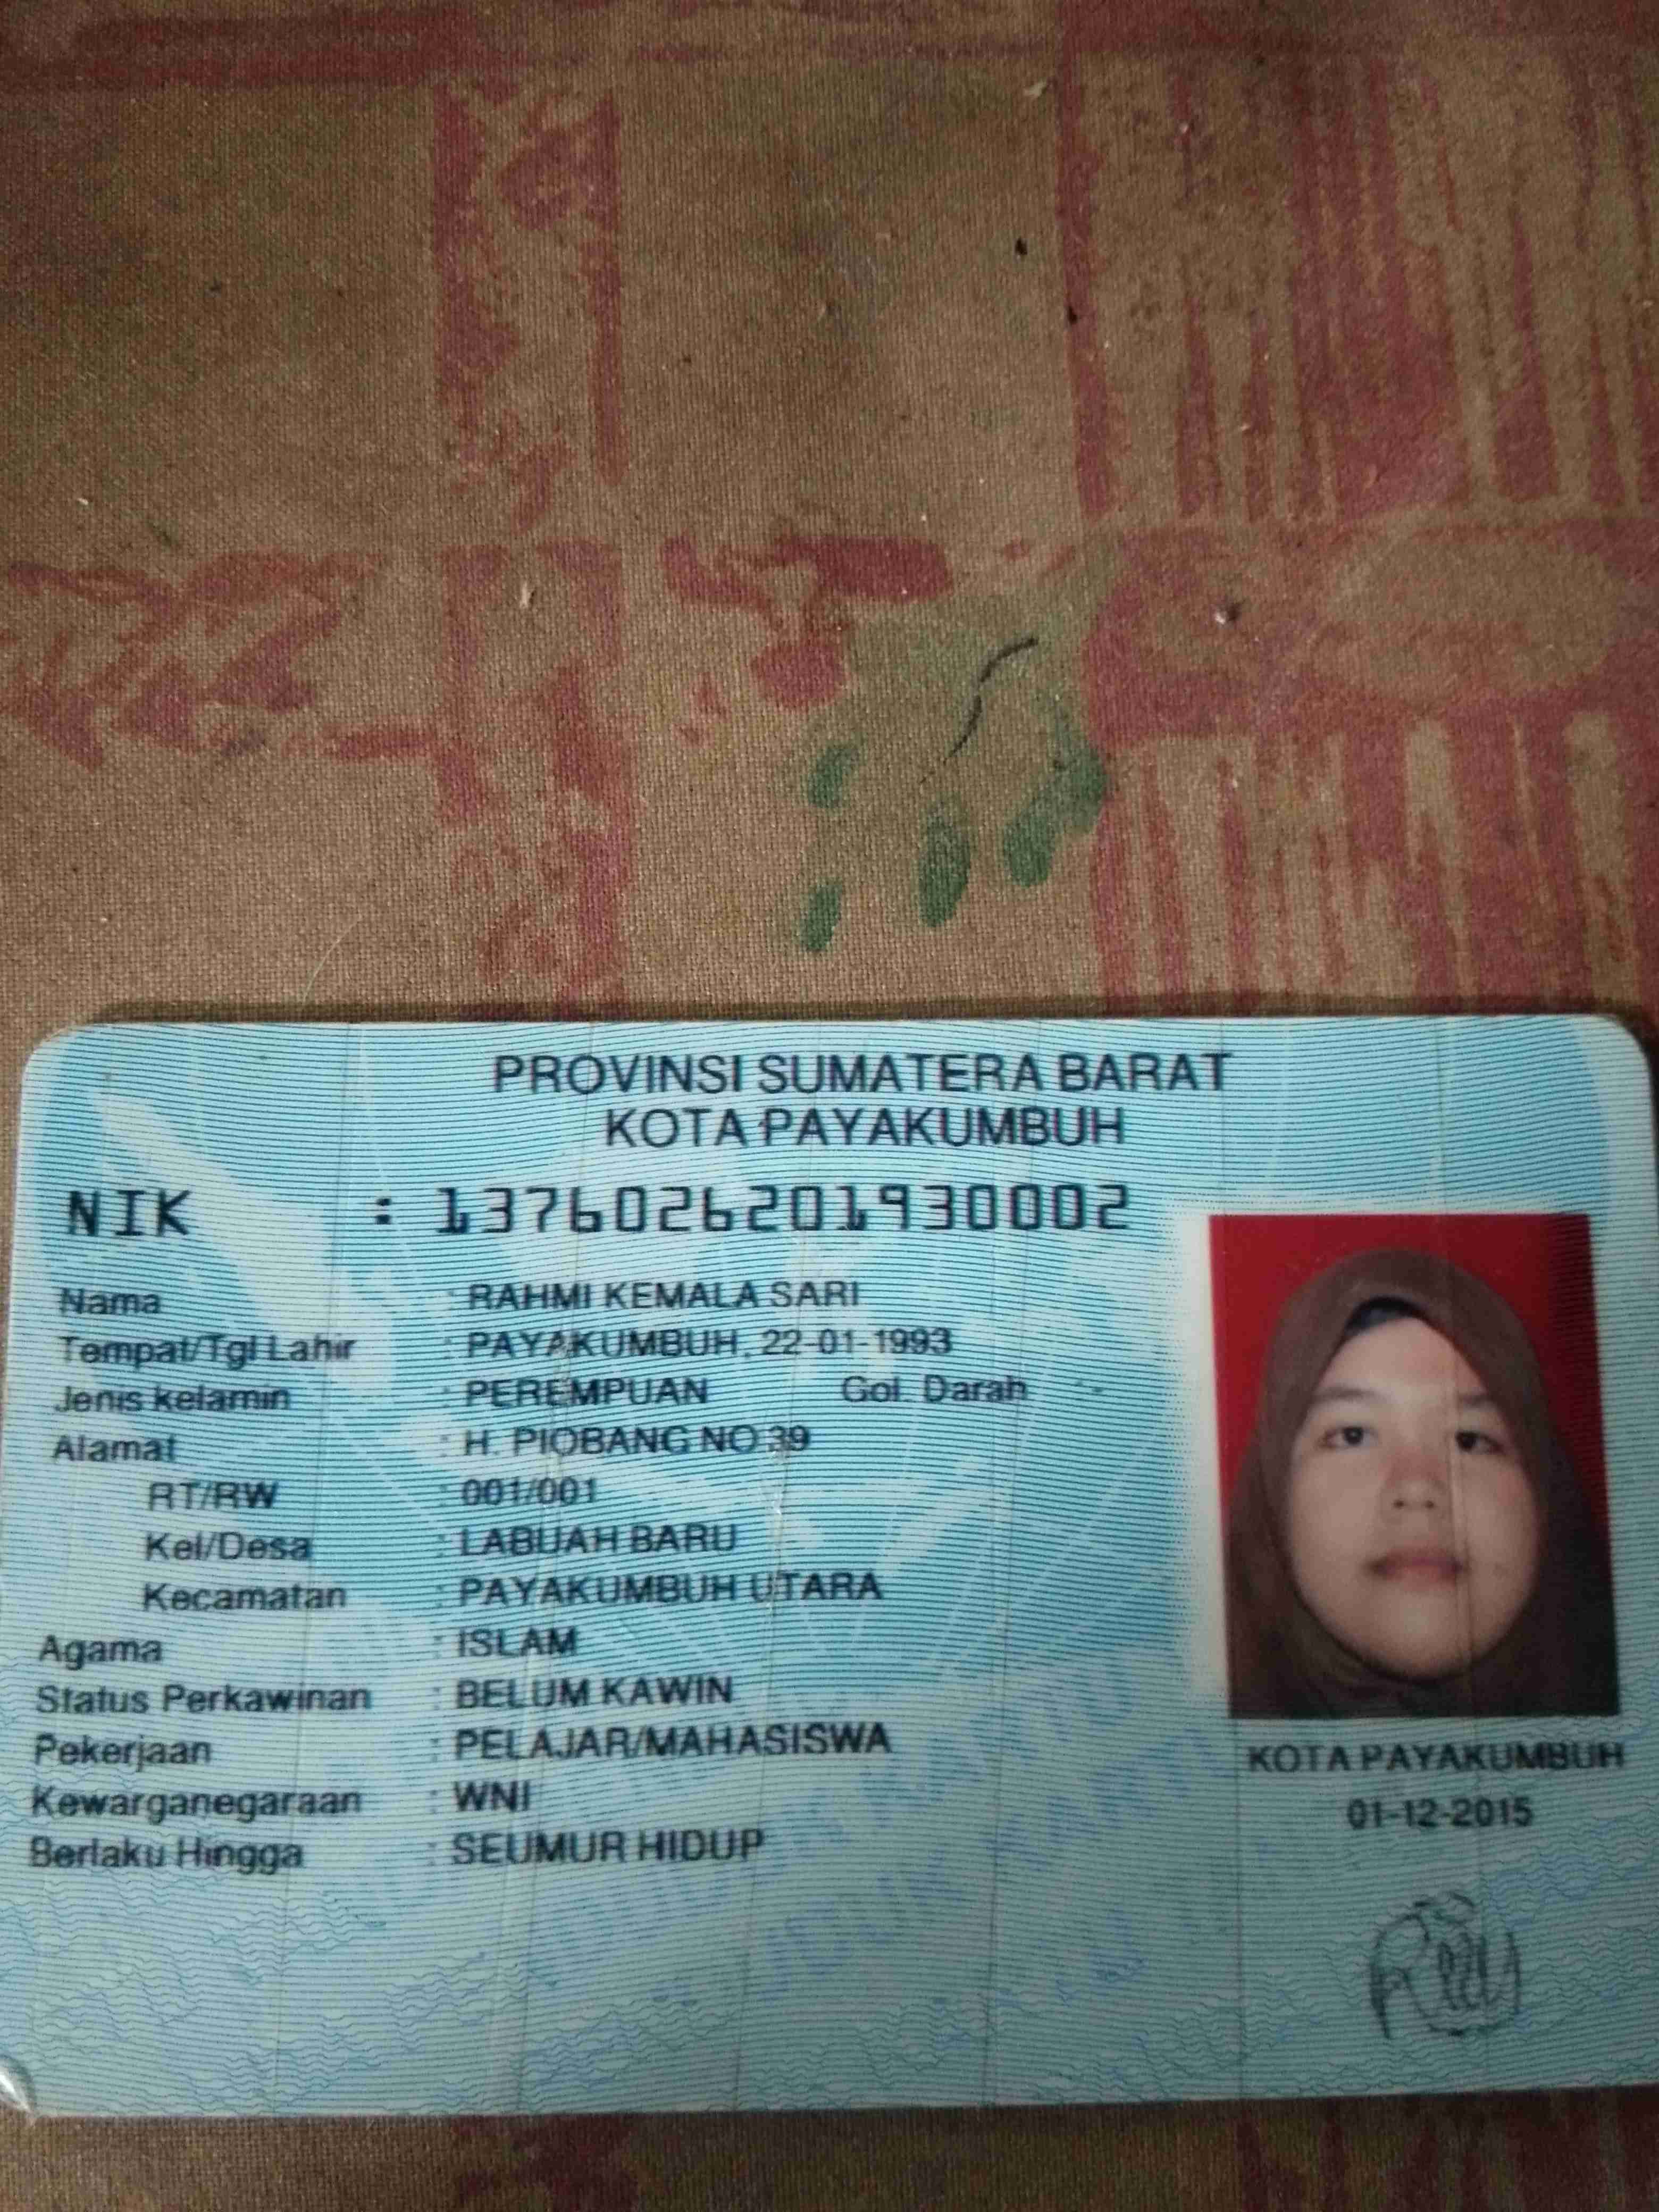 PROVINSI SUMATERA BARAT
KOTA PAYAKUMBUH
NIK : 1376026201930002
Nama : RAHMI KEMALA SARI
Tempat/Tgl Lahir : PAYAKUMBUH, 22-01-1993
Jenis kelamin : PEREMPUAN Gol. Darah : -
Alamat : H. PIOBANG NO 39
RT/RW : 001/001
Kel/Desa : LABUAH BARU
Kecamatan : PAYAKUMBUH UTARA
Agama : ISLAM
Status Perkawinan : BELUM KAWIN
Pekerjaan : PELAJAR/MAHASISWA
Kewarganegaraan : WNI
Berlaku Hingga : SEUMUR HIDUP
KOTA PAYAKUMBUH
01-12-2015